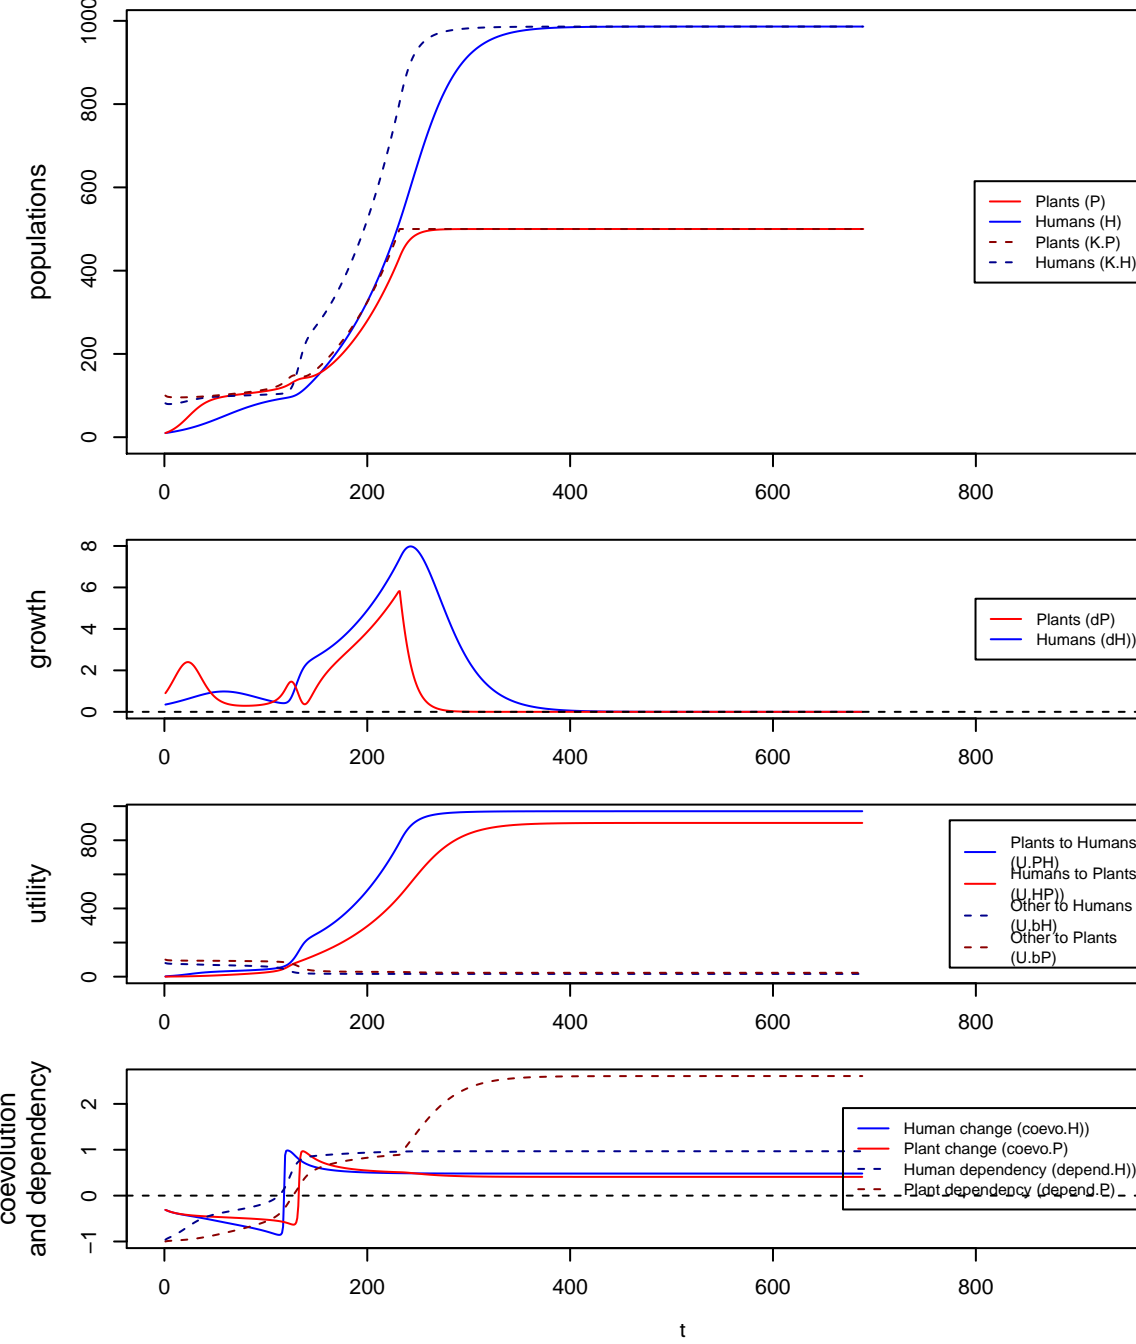 populations
0
200
400
600
800
1000
0
200
400
600
800
Plants (P)
Humans (H)
Plants (K.P)
Humans (K.H)
growth
0
2
4
6
8
0
200
400
600
800
Plants (dP)
Humans (dH))
utility
0
400
800
0
200
400
600
800
Plants to Humans
(U.PH)
Humans to Plants
(U.HP))
Other to Humans
(U.bH)
Other to Plants
(U.bP)
coevolution
and dependency
−1
0
1
2
0
200
400
600
800
Human change (coevo.H))
Plant change (coevo.P)
Human dependency (depend.H))
Plant dependency (depend.P)
t